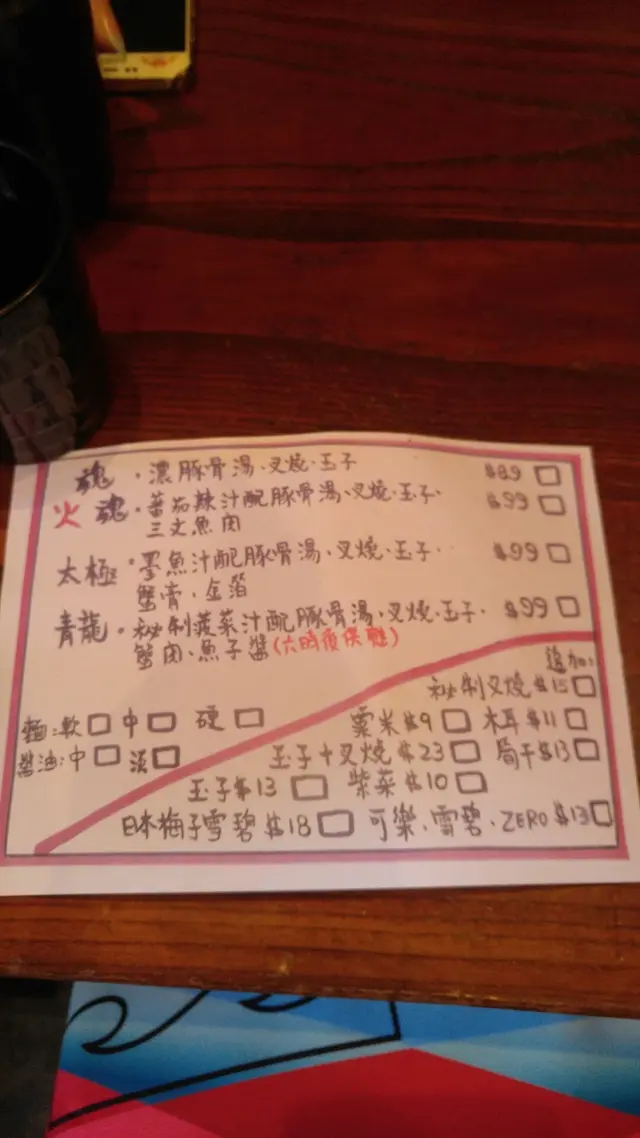 魂・濃豚骨湯、叉燒、玉子 $89
火魂・蕃茄辣汁配豚骨湯、叉燒、玉子、 $99
三文魚肉
太極・墨魚汁配豚骨湯、叉燒、玉子、 $99
蟹膏、金箔
青龍・秘制菠菜汁配豚骨湯、叉燒、玉子、 $99
蟹肉、魚子醬(六時後供應)
追加:
秘制叉燒 $15
麵:軟 中 硬
粟米 $9 木耳 $11
醬油:中 淡
玉子+叉燒 $23 筍干 $13
玉子 $13 紫菜 $10
日本梅子雪碧 $18 可樂、雪碧、ZERO $13